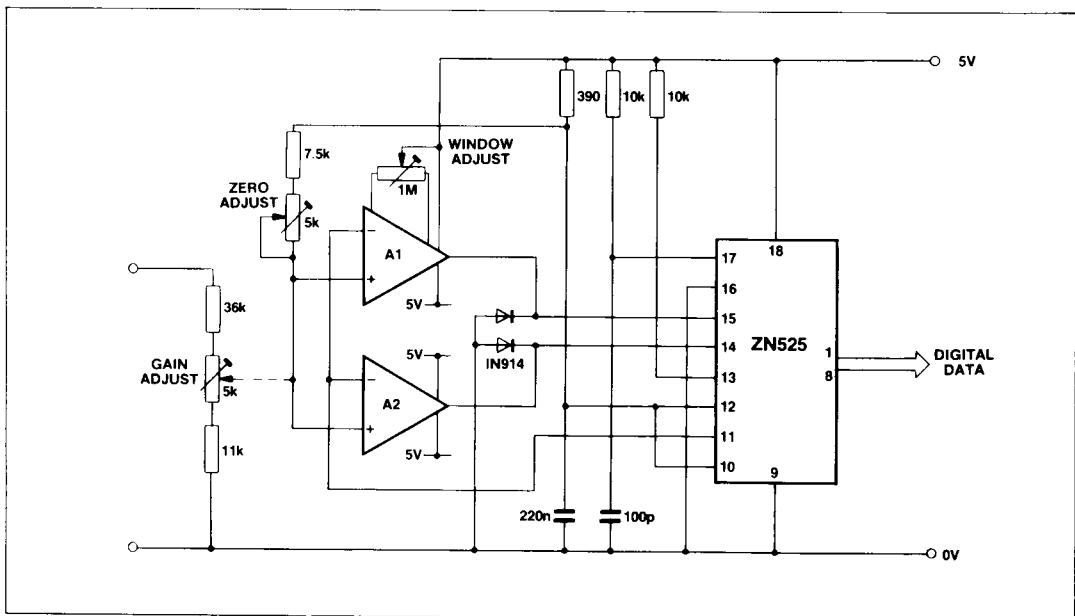 5V
390
10k
10k
7.5k
WINDOW
ADJUST
1M
ZERO
ADJUST
5k
A1
5V
36k
GAIN
ADJUST
5k
11k
5V
A2
5V
IN914
18
17
16
15
14
13
12
11
10
9
ZN525
1
8
DIGITAL
DATA
220n
100p
0V